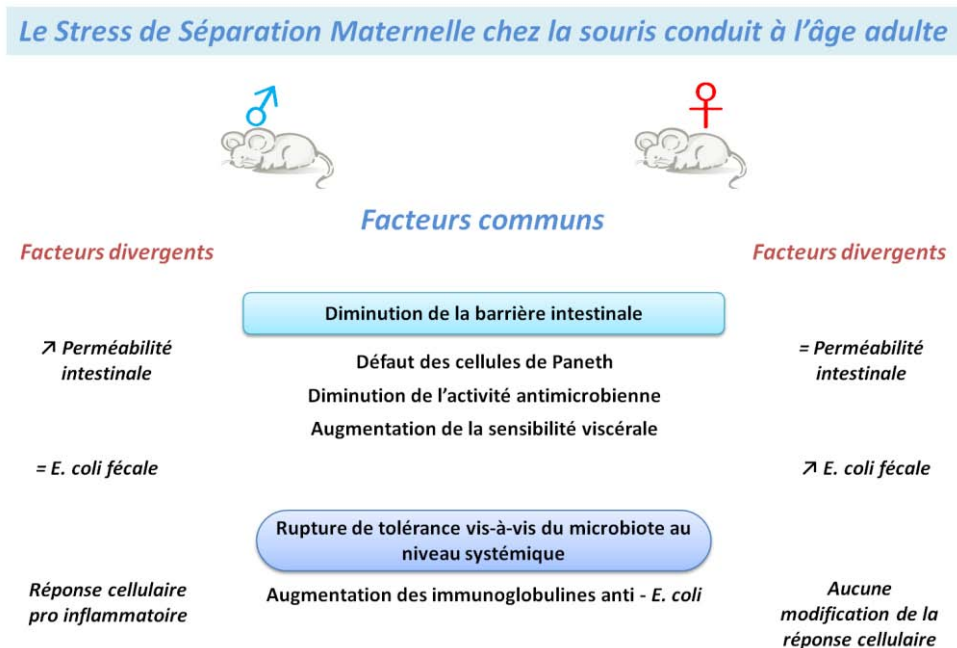 Le Stress de Séparation Maternelle chez la souris conduit à l'âge adulte
Facteurs communs
Facteurs divergents
Facteurs divergents
Diminution de la barrière intestinale
↗ Perméabilité
intestinale
= Perméabilité
intestinale
Défaut des cellules de Paneth
Diminution de l'activité antimicrobienne
Augmentation de la sensibilité viscérale
= E. coli fécale
↗ E. coli fécale
Rupture de tolérance vis-à-vis du microbiote au
niveau systémique
Réponse cellulaire
pro inflammatoire
Augmentation des immunoglobulines anti - E. coli
Aucune
modification de la
réponse cellulaire